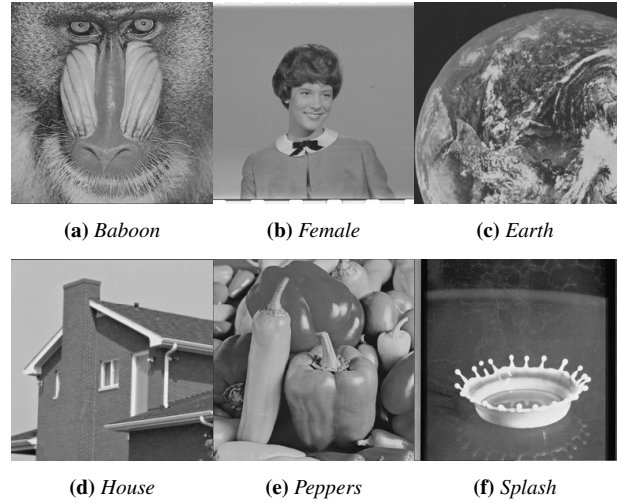 (a) Baboon
(b) Female
(c) Earth
(d) House
(e) Peppers
(f) Splash